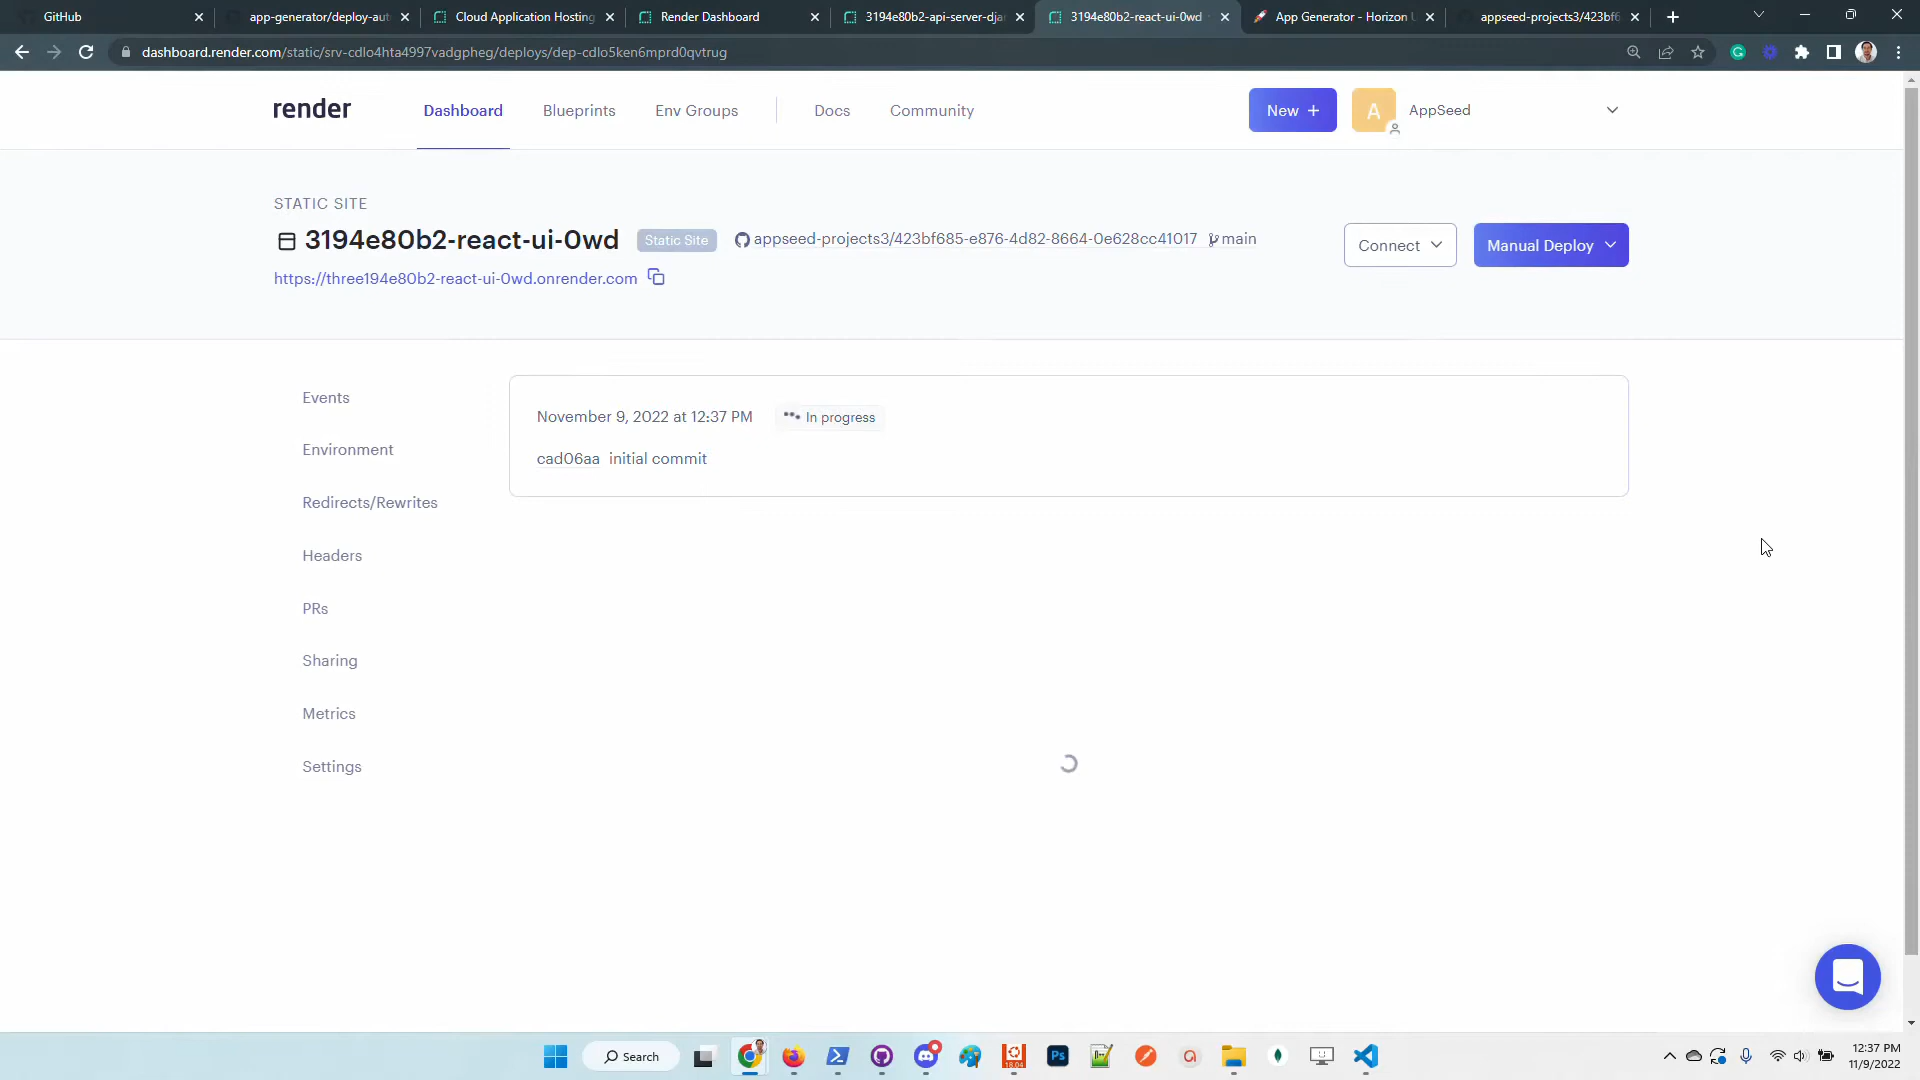 GitHub
app-generator/deploy-aut
Cloud Application Hosting
Render Dashboard
3194e80b2-api-server-dja
3194e80b2-react-ui-0wd
App Generator - Horizon U
appseed-projects3/423bf6
dashboard.render.com/static/srv-cdlo4hta4997vadgpheg/deploys/dep-cdlo5ken6mprd0qvtrug
render
Dashboard
Blueprints
Env Groups
Docs
Community
New +
A
AppSeed
STATIC SITE
3194e80b2-react-ui-0wd
Static Site
appseed-projects3/423bf685-e876-4d82-8664-0e628cc41017
main
https://three194e80b2-react-ui-0wd.onrender.com
Connect
Manual Deploy
Events
Environment
Redirects/Rewrites
Headers
PRs
Sharing
Metrics
Settings
November 9, 2022 at 12:37 PM
In progress
cad06aa initial commit
Search
Ps
18.04
12:37 PM
11/9/2022